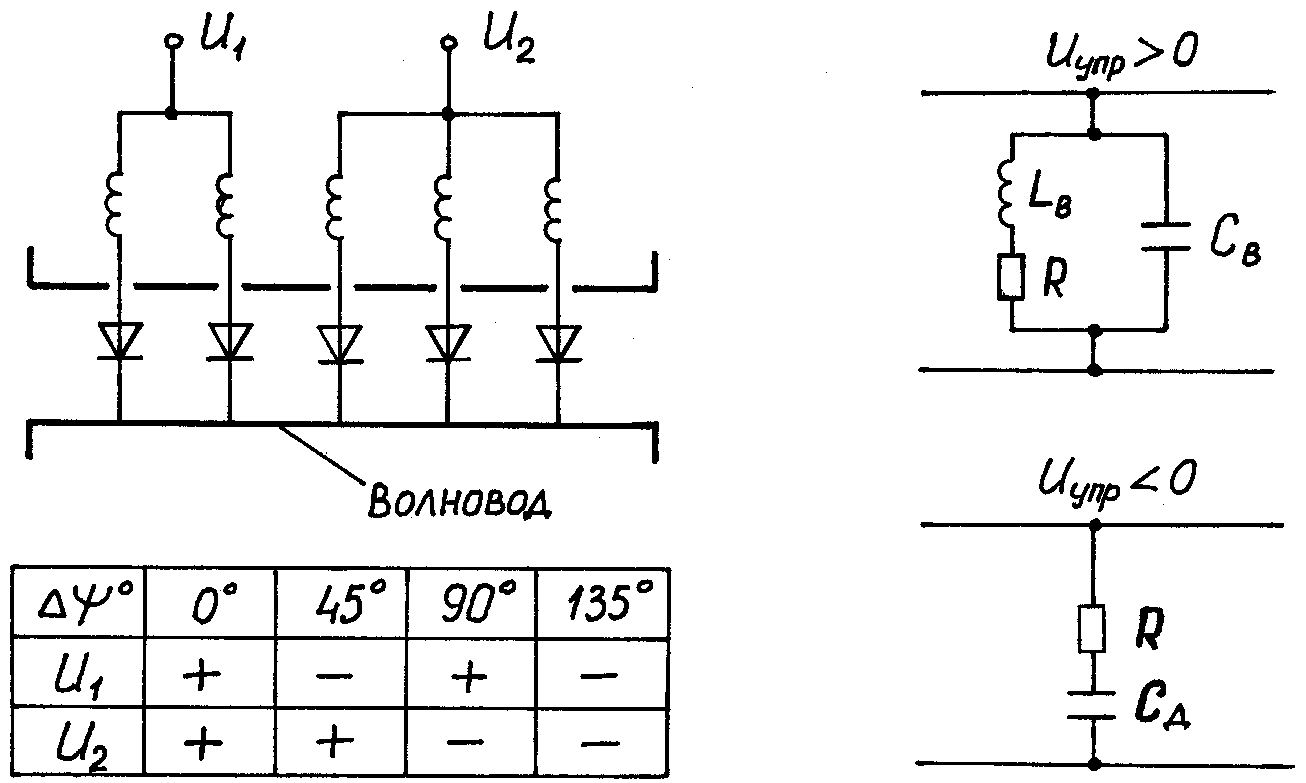 U1 U2
Uупр>0
Lв
R
Cв
Волновод
Uупр<0
R
Cд
ΔΨ° 0° 45° 90° 135°
U1 + − + −
U2 + + − −